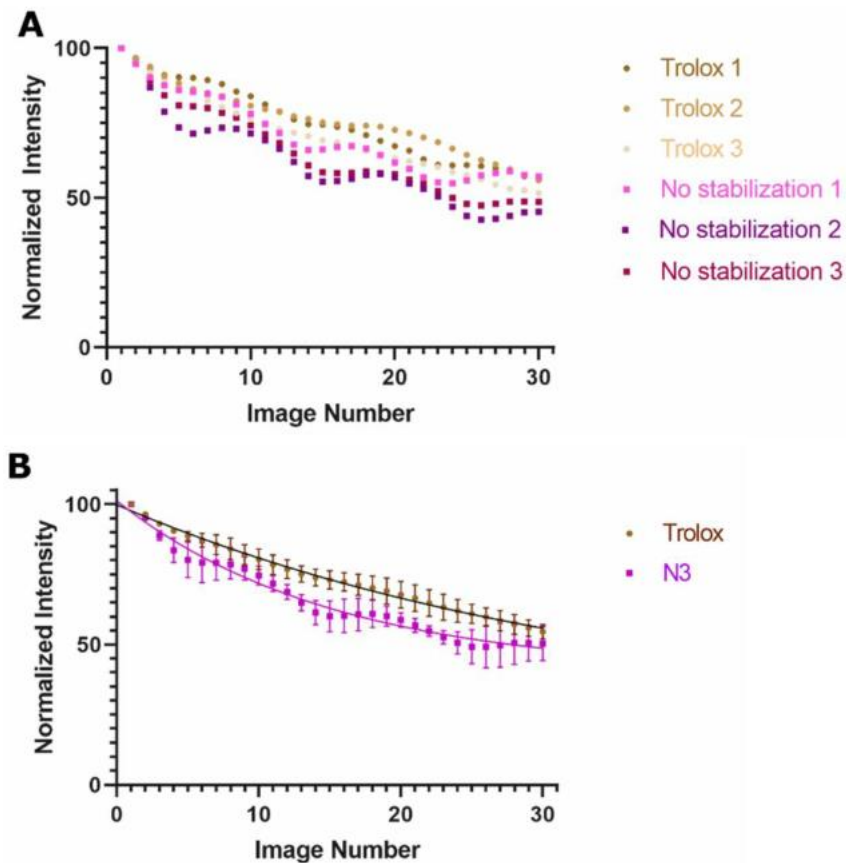 A
100
50
0
0
10
20
30
Normalized Intensity
Image Number
Trolox 1
Trolox 2
Trolox 3
No stabilization 1
No stabilization 2
No stabilization 3
B
100
50
0
0
10
20
30
Normalized Intensity
Image Number
Trolox
N3